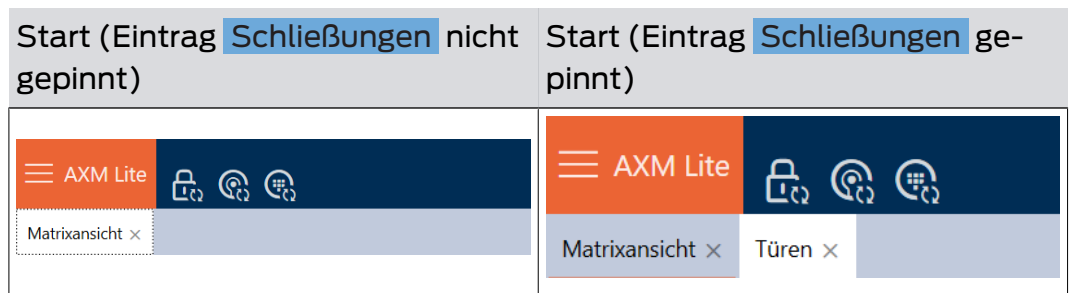 Start (Eintrag Schließungen nicht
gepinnt)
Start (Eintrag Schließungen ge-
pinnt)
AXM Lite
Matrixansicht ×
AXM Lite
Matrixansicht × Türen ×